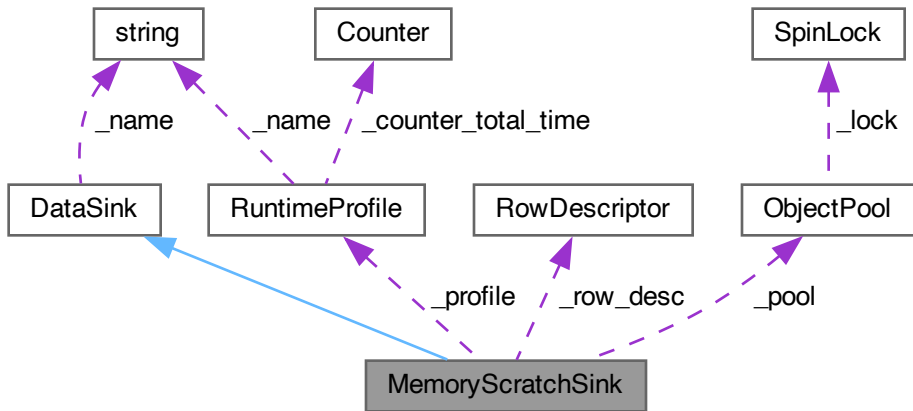 string
Counter
SpinLock
_name
_name
_counter_total_time
_lock
DataSink
RuntimeProfile
RowDescriptor
ObjectPool
_profile
_row_desc
_pool
MemoryScratchSink